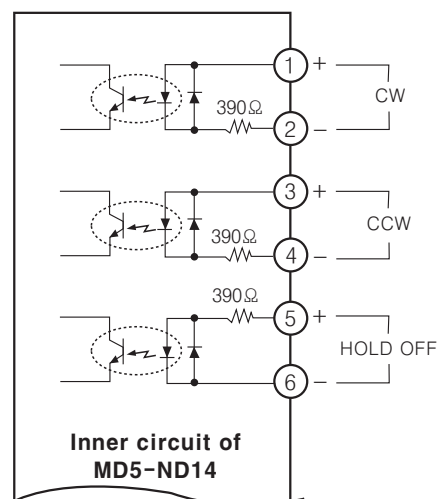 1 +
CW
390Ω
2 −
3 +
CCW
390Ω
4 −
390Ω
5 +
HOLD OFF
6 −
Inner circuit of
MD5-ND14